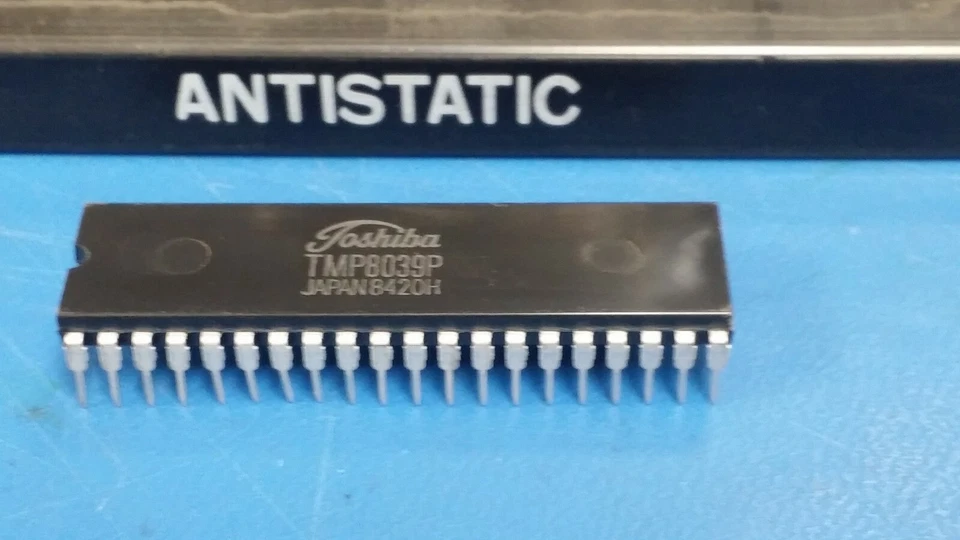 ANTISTATIC
Toshiba
TMP8039P
JAPAN 8420H